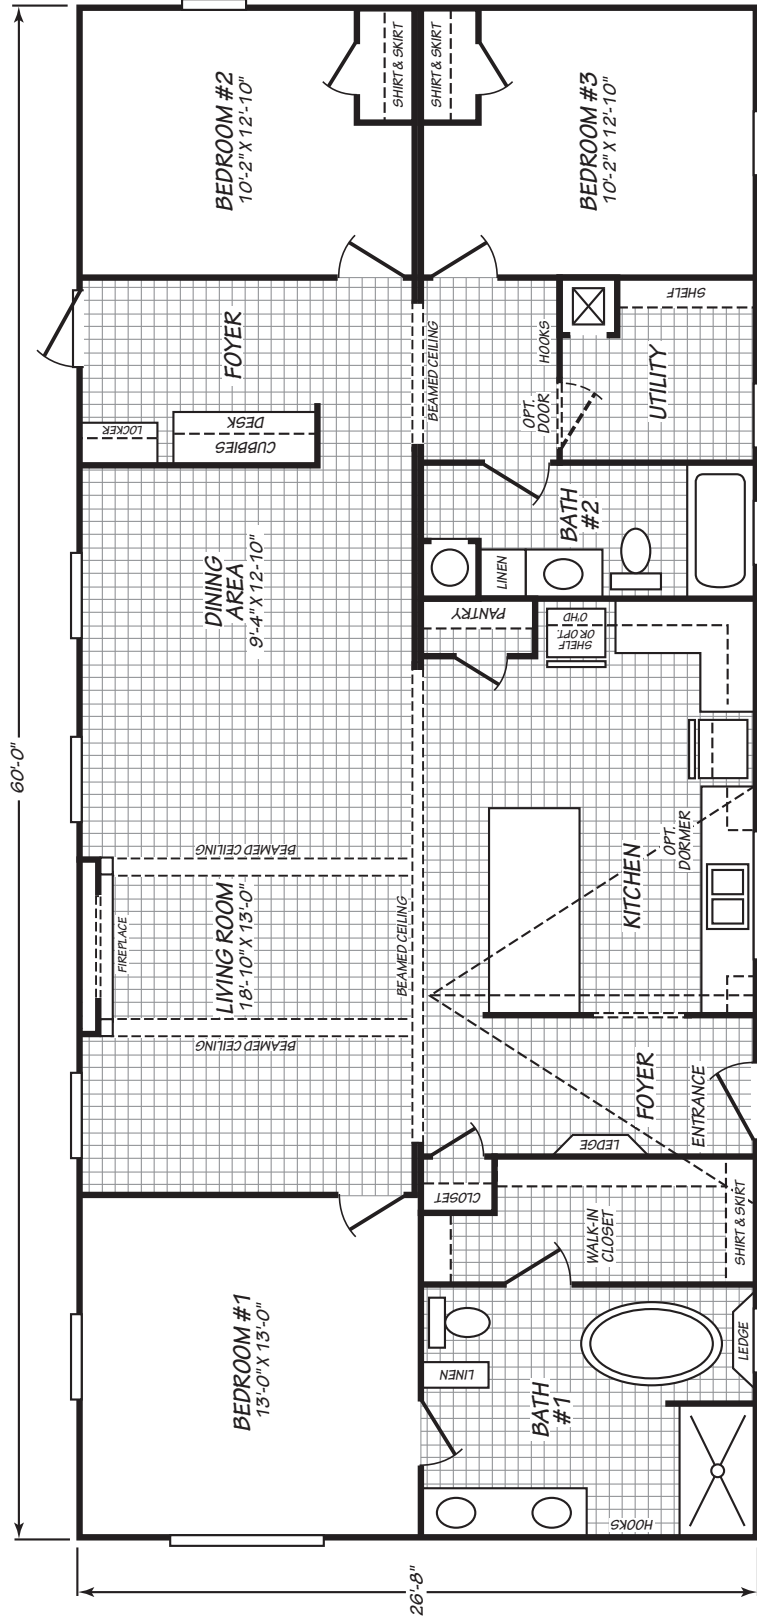 60'-0"
26'-8"
BEDROOM #1
13'-0" X 13'-0"
BEAMED CEILING
LIVING ROOM
18'-10" X 13'-0"
FIREPLACE
BEAMED CEILING
BEAMED CEILING
DINING
AREA
9'-4" X 12'-10"
LOCKER
CUBBIES
DESK
FOYER
BEAMED CEILING
BEDROOM #2
10'-2" X 12'-10"
SHIRT & SKIRT
SHIRT & SKIRT
BEDROOM #3
10'-2" X 12'-10"
HOOKS
OPT.
DOOR
UTILITY
SHELF
BATH
#2
LINEN
PANTRY
SHELF
OR OPT.
O'HD
KITCHEN
OPT.
DORMER
FOYER
ENTRANCE
LEDGE
CLOSET
WALK-IN
CLOSET
SHIRT & SKIRT
LINEN
BATH
#1
LEDGE
HOOKS